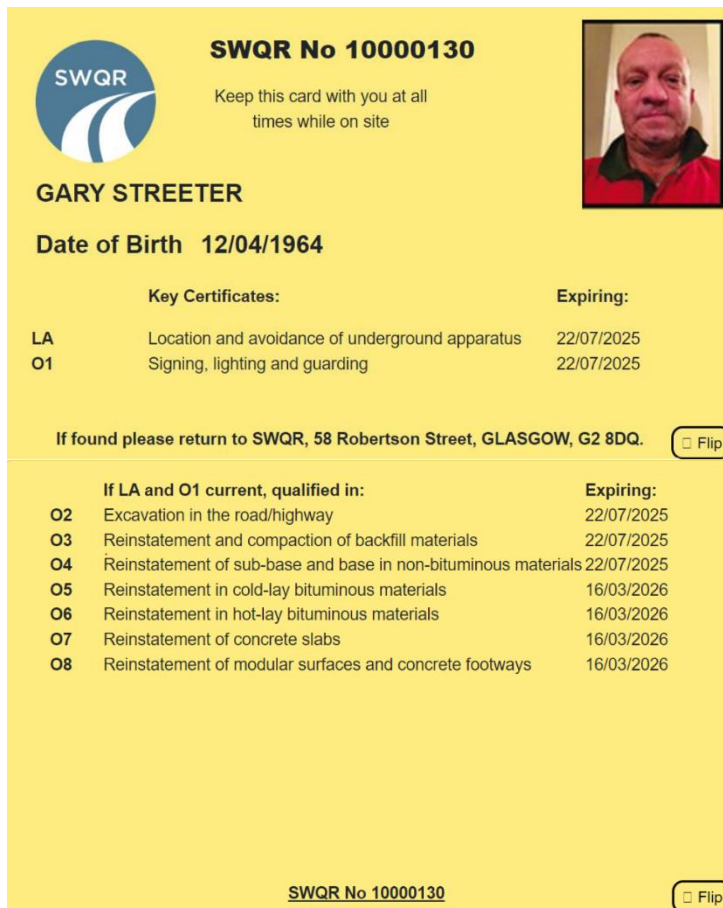 SWQR
SWQR No 10000130
Keep this card with you at all
times while on site
GARY STREETER
Date of Birth 12/04/1964
Key Certificates: Expiring:
LA Location and avoidance of underground apparatus 22/07/2025
O1 Signing, lighting and guarding 22/07/2025
If found please return to SWQR, 58 Robertson Street, GLASGOW, G2 8DQ.
Flip
If LA and O1 current, qualified in: Expiring:
O2 Excavation in the road/highway 22/07/2025
O3 Reinstatement and compaction of backfill materials 22/07/2025
O4 Reinstatement of sub-base and base in non-bituminous materials 22/07/2025
O5 Reinstatement in cold-lay bituminous materials 16/03/2026
O6 Reinstatement in hot-lay bituminous materials 16/03/2026
O7 Reinstatement of concrete slabs 16/03/2026
O8 Reinstatement of modular surfaces and concrete footways 16/03/2026
SWQR No 10000130
Flip